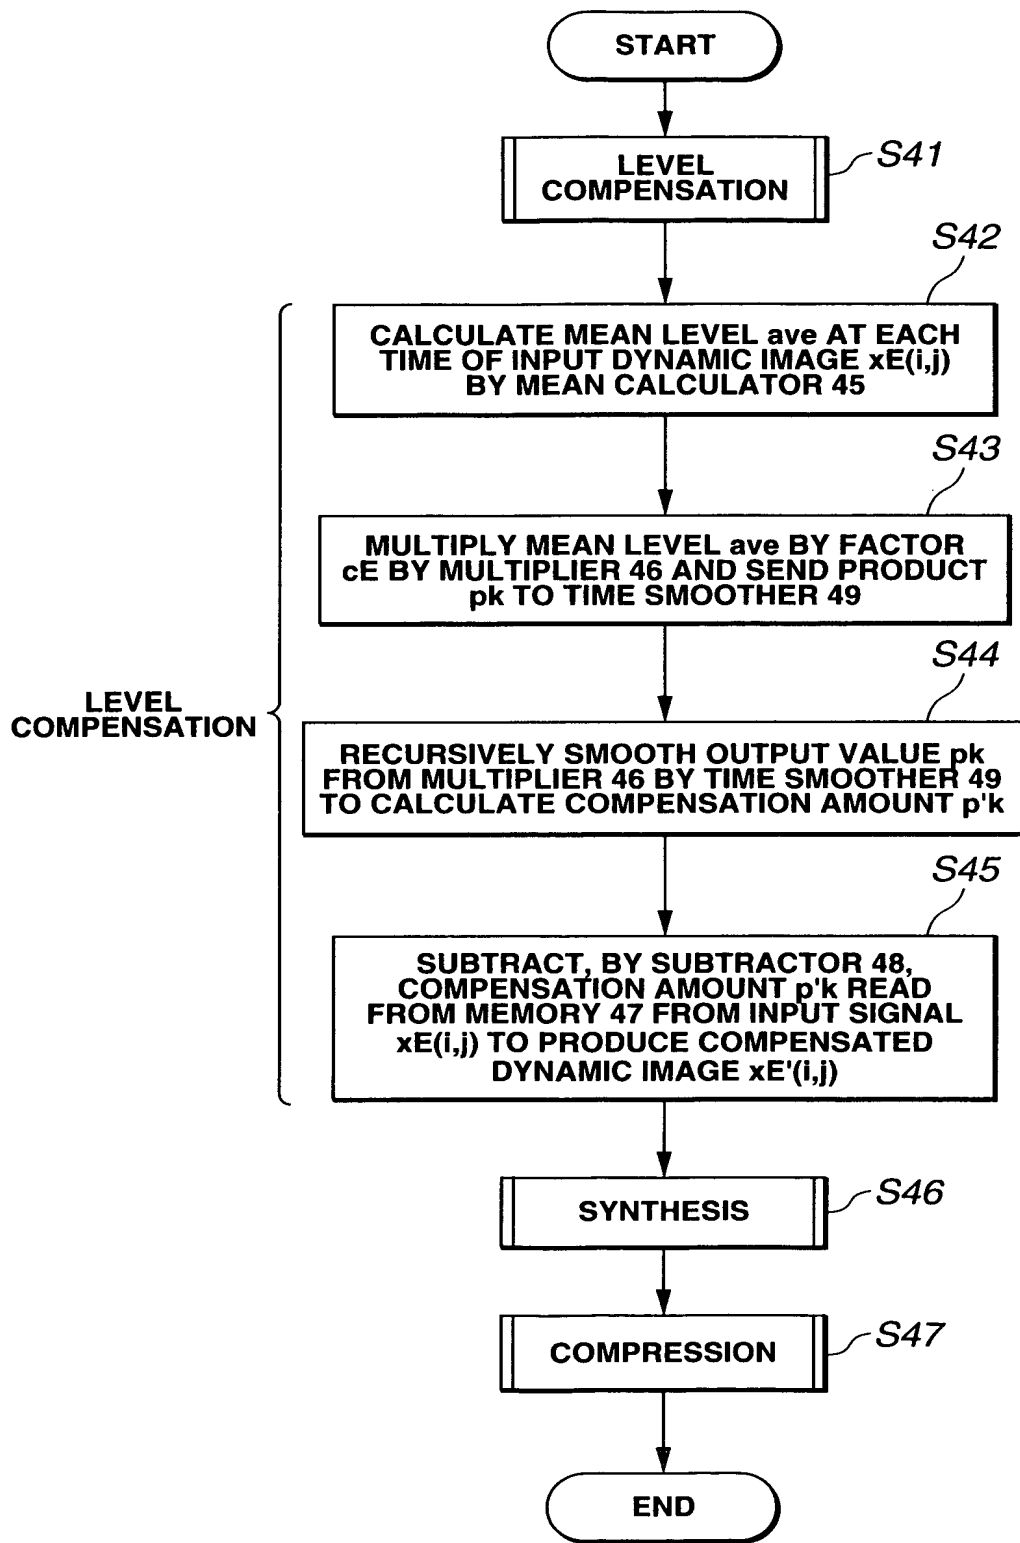 START
LEVEL
COMPENSATION
S41
S42
CALCULATE MEAN LEVEL ave AT EACH
TIME OF INPUT DYNAMIC IMAGE xE(i,j)
BY MEAN CALCULATOR 45
S43
MULTIPLY MEAN LEVEL ave BY FACTOR
cE BY MULTIPLIER 46 AND SEND PRODUCT
pk TO TIME SMOOTHER 49
S44
LEVEL
COMPENSATION
RECURSIVELY SMOOTH OUTPUT VALUE pk
FROM MULTIPLIER 46 BY TIME SMOOTHER 49
TO CALCULATE COMPENSATION AMOUNT p'k
S45
SUBTRACT, BY SUBTRACTOR 48,
COMPENSATION AMOUNT p'k READ
FROM MEMORY 47 FROM INPUT SIGNAL
xE(i,j) TO PRODUCE COMPENSATED
DYNAMIC IMAGE xE'(i,j)
SYNTHESIS
S46
COMPRESSION
S47
END